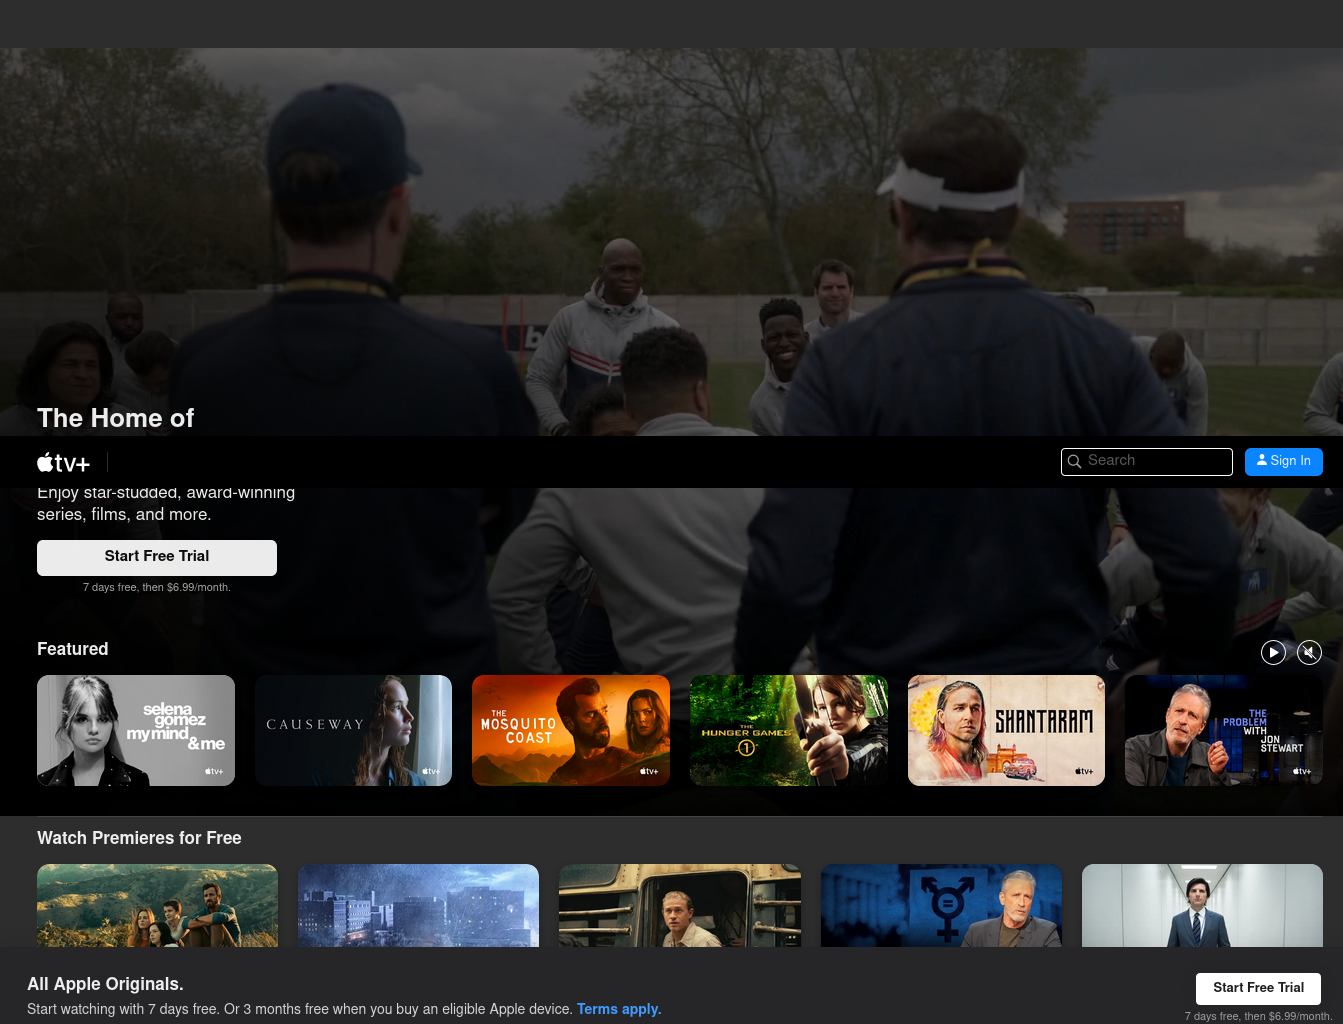 The Home of
tv+
Search
Sign In
Enjoy star-studded, award-winning
series, films, and more.
Start Free Trial
7 days free, then $6.99/month.
Featured
selena
gomez
my mind
& me
tv+
CAUSEWAY
tv+
THE
MOSQUITO
COAST
tv+
THE
HUNGER GAMES
1
SHANTARAM
tv+
THE
PROBLEM
WITH
JON
STEWART
tv+
Watch Premieres for Free
All Apple Originals.
Start watching with 7 days free. Or 3 months free when you buy an eligible Apple device. Terms apply.
Start Free Trial
7 days free, then $6.99/month.